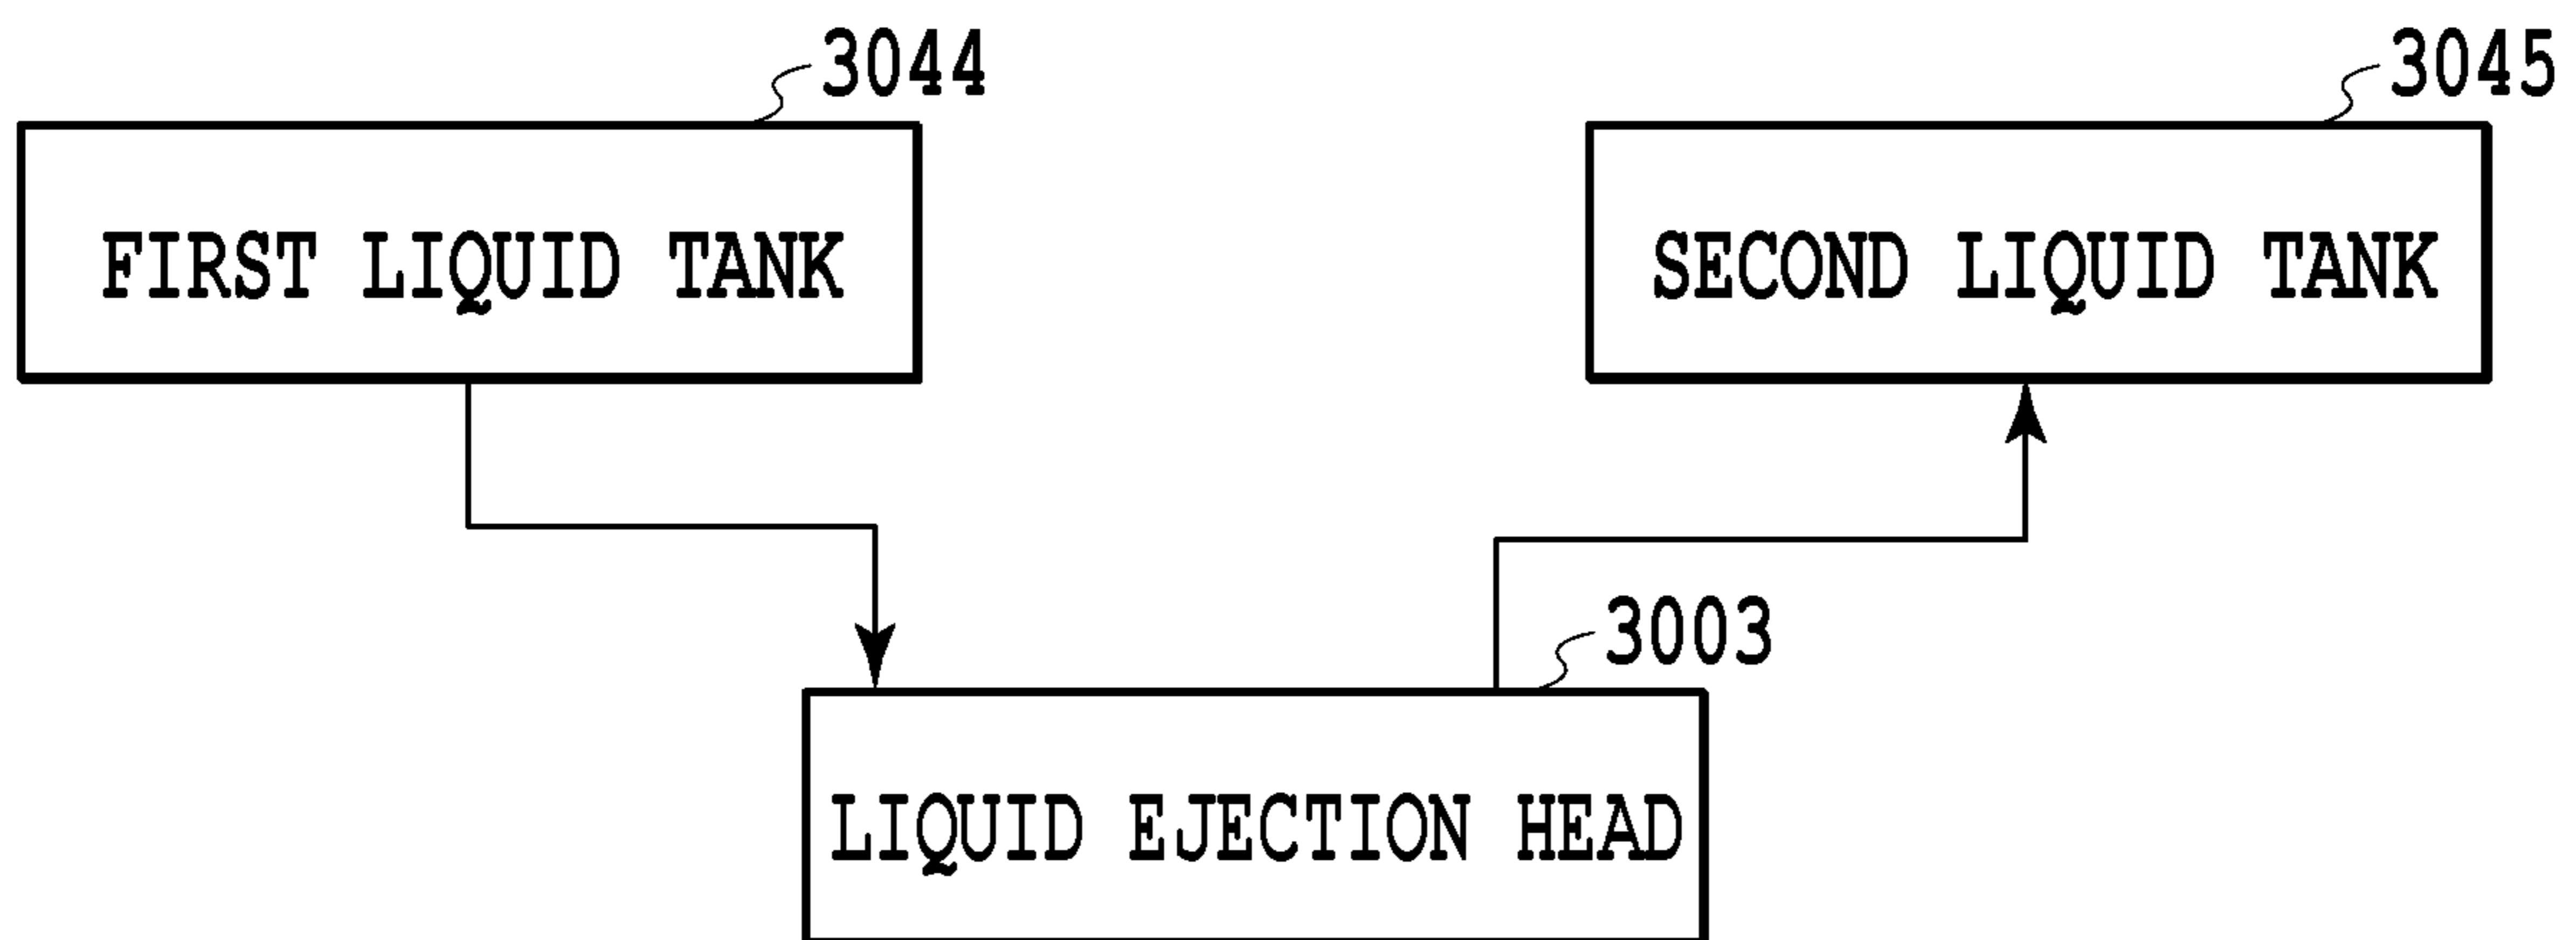 3044
3045
FIRST LIQUID TANK
SECOND LIQUID TANK
3003
LIQUID EJECTION HEAD